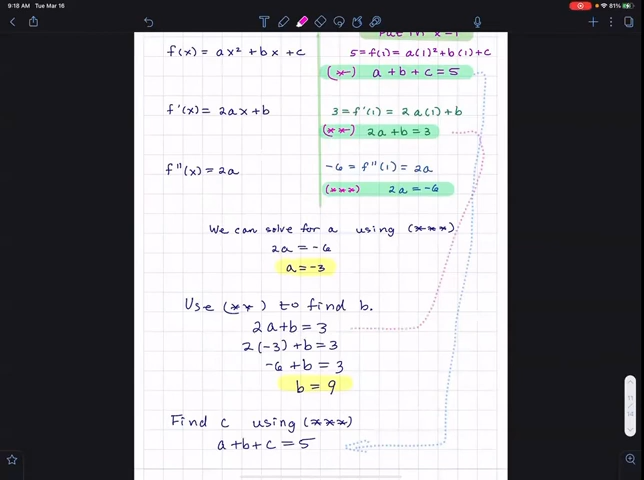 9:18 AM Tue Mar 16
81%
5 = f(1) = a(1)² + b(1) + c
f(x) = ax² + bx + c
(*) a + b + c = 5
f'(x) = 2ax + b
3 = f'(1) = 2a(1) + b
(**) 2a + b = 3
f''(x) = 2a
-6 = f''(1) = 2a
(***) 2a = -6
We can solve for a using (***)
2a = -6
a = -3
Use (**) to find b.
2a + b = 3
2(-3) + b = 3
-6 + b = 3
b = 9
Find c using (***)
a + b + c = 5